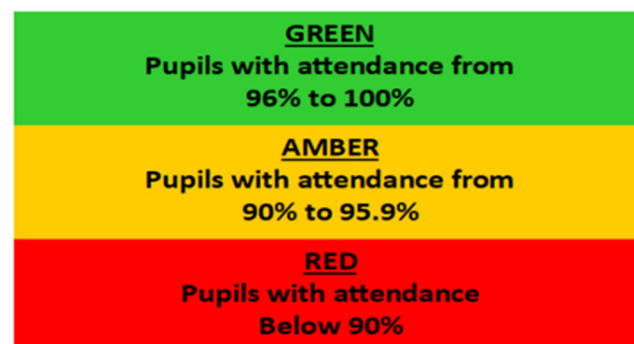 GREEN
Pupils with attendance from
96% to 100%
AMBER
Pupils with attendance from
90% to 95.9%
RED
Pupils with attendance
Below 90%